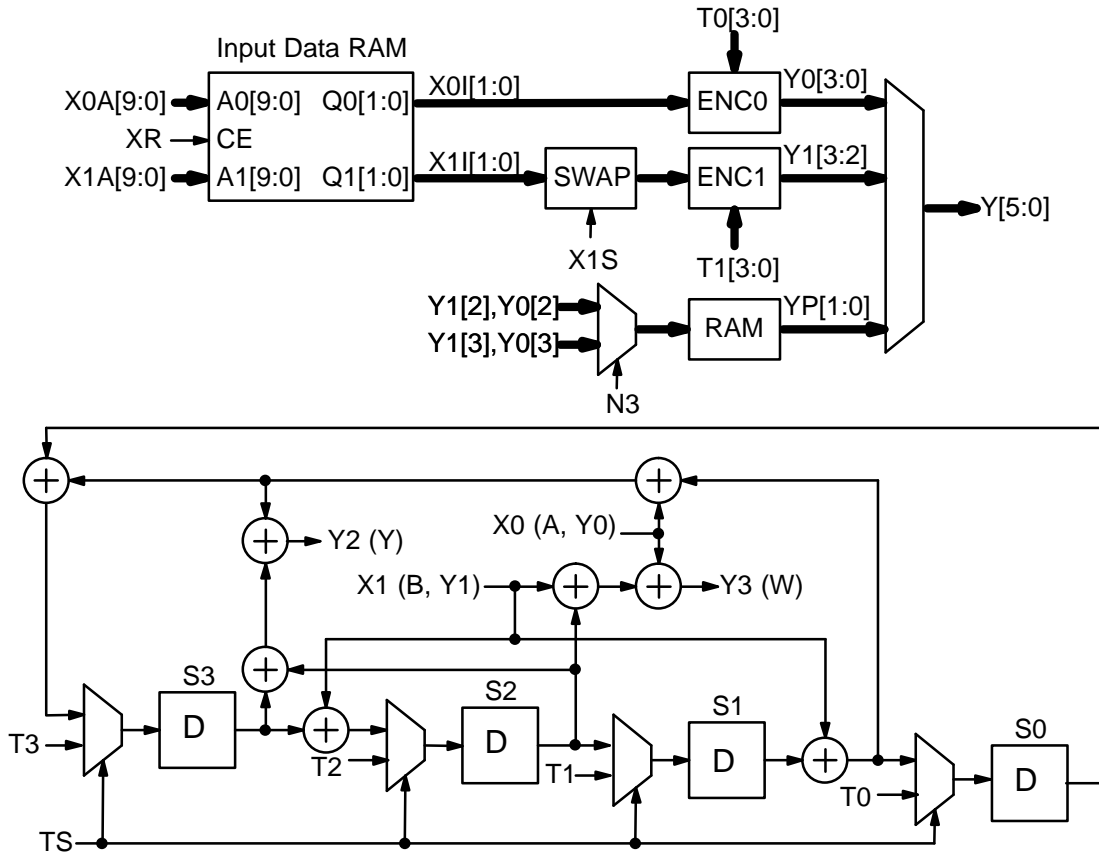 T0[3:0]
Input Data RAM
X0A[9:0] A0[9:0] Q0[1:0] X0I[1:0] ENC0 Y0[3:0]
XR CE
X1A[9:0] A1[9:0] Q1[1:0] X1I[1:0] SWAP ENC1 Y1[3:2]
Y[5:0]
X1S T1[3:0]
Y1[2],Y0[2] RAM YP[1:0]
Y1[3],Y0[3]
N3
+ +
X0 (A, Y0)
+ Y2 (Y)
X1 (B, Y1) + + Y3 (W)
+
S3 S2 S1 S0
D + D D + D
T3 T2 T1 T0
TS